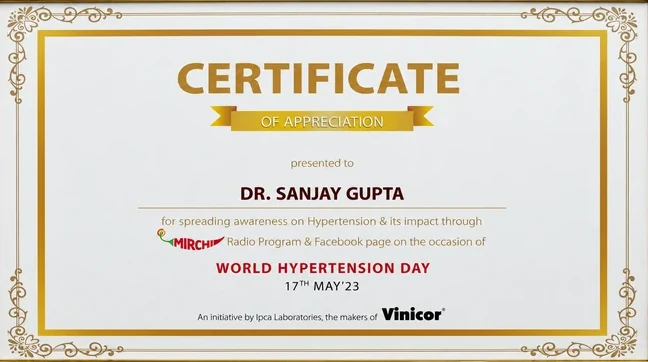 CERTIFICATE
OF APPRECIATION
presented to
DR. SANJAY GUPTA
for spreading awareness on Hypertension & its impact through
MIRCHI Radio Program & Facebook page on the occasion of
WORLD HYPERTENSION DAY
17TH MAY'23
An initiative by Ipca Laboratories, the makers of Vinicor®